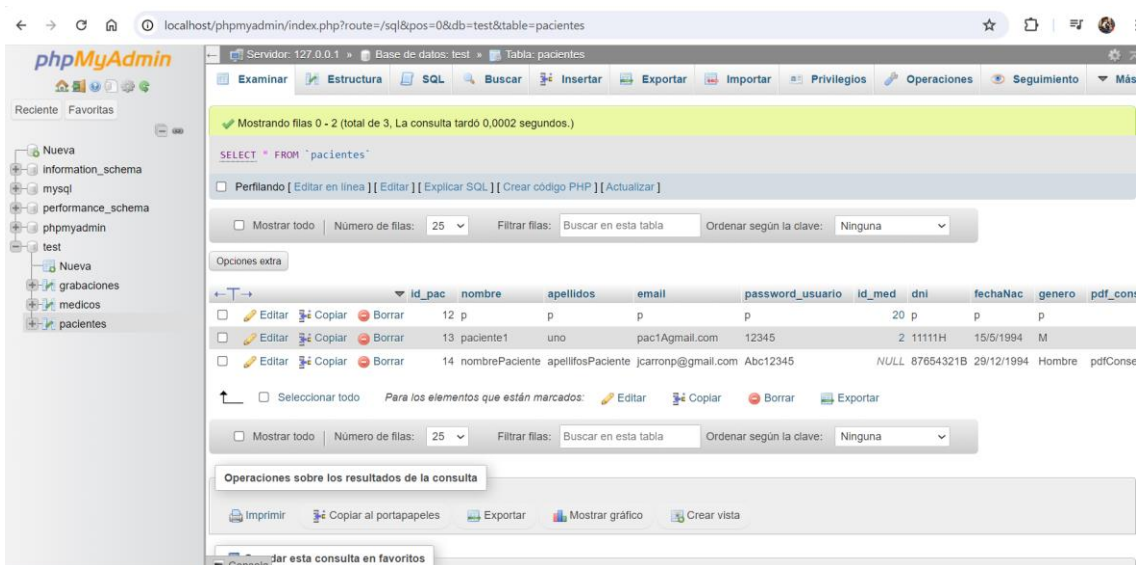 localhost/phpmyadmin/index.php?route=/sql&pos=0&db=test&table=pacientes
phpMyAdmin
Reciente Favoritas
Nueva
information_schema
mysql
performance_schema
phpmyadmin
test
Nueva
grabaciones
medicos
pacientes
Servidor: 127.0.0.1 » Base de datos: test » Tabla: pacientes
Examinar Estructura SQL Buscar Insertar Exportar Importar Privilegios Operaciones Seguimiento Más
Mostrando filas 0 - 2 (total de 3, La consulta tardó 0,0002 segundos.)
SELECT * FROM `pacientes`
Perfilando [ Editar en línea ] [ Editar ] [ Explicar SQL ] [ Crear código PHP ] [ Actualizar ]
Mostrar todo | Número de filas: 25 Filtrar filas: Buscar en esta tabla Ordenar según la clave: Ninguna
Opciones extra
←T→ id_pac nombre apellidos email password_usuario id_med dni fechaNac genero pdf_cons
Editar Copiar Borrar 12 p p p p 20 p p p
Editar Copiar Borrar 13 paciente1 uno pac1Agmail.com 12345 2 11111H 15/5/1994 M
Editar Copiar Borrar 14 nombrePaciente apellifosPaciente jcarronp@gmail.com Abc12345 NULL 87654321B 29/12/1994 Hombre pdfConse
Seleccionar todo Para los elementos que están marcados: Editar Copiar Borrar Exportar
Mostrar todo | Número de filas: 25 Filtrar filas: Buscar en esta tabla Ordenar según la clave: Ninguna
Operaciones sobre los resultados de la consulta
Imprimir Copiar al portapapeles Exportar Mostrar gráfico Crear vista
dar esta consulta en favoritos